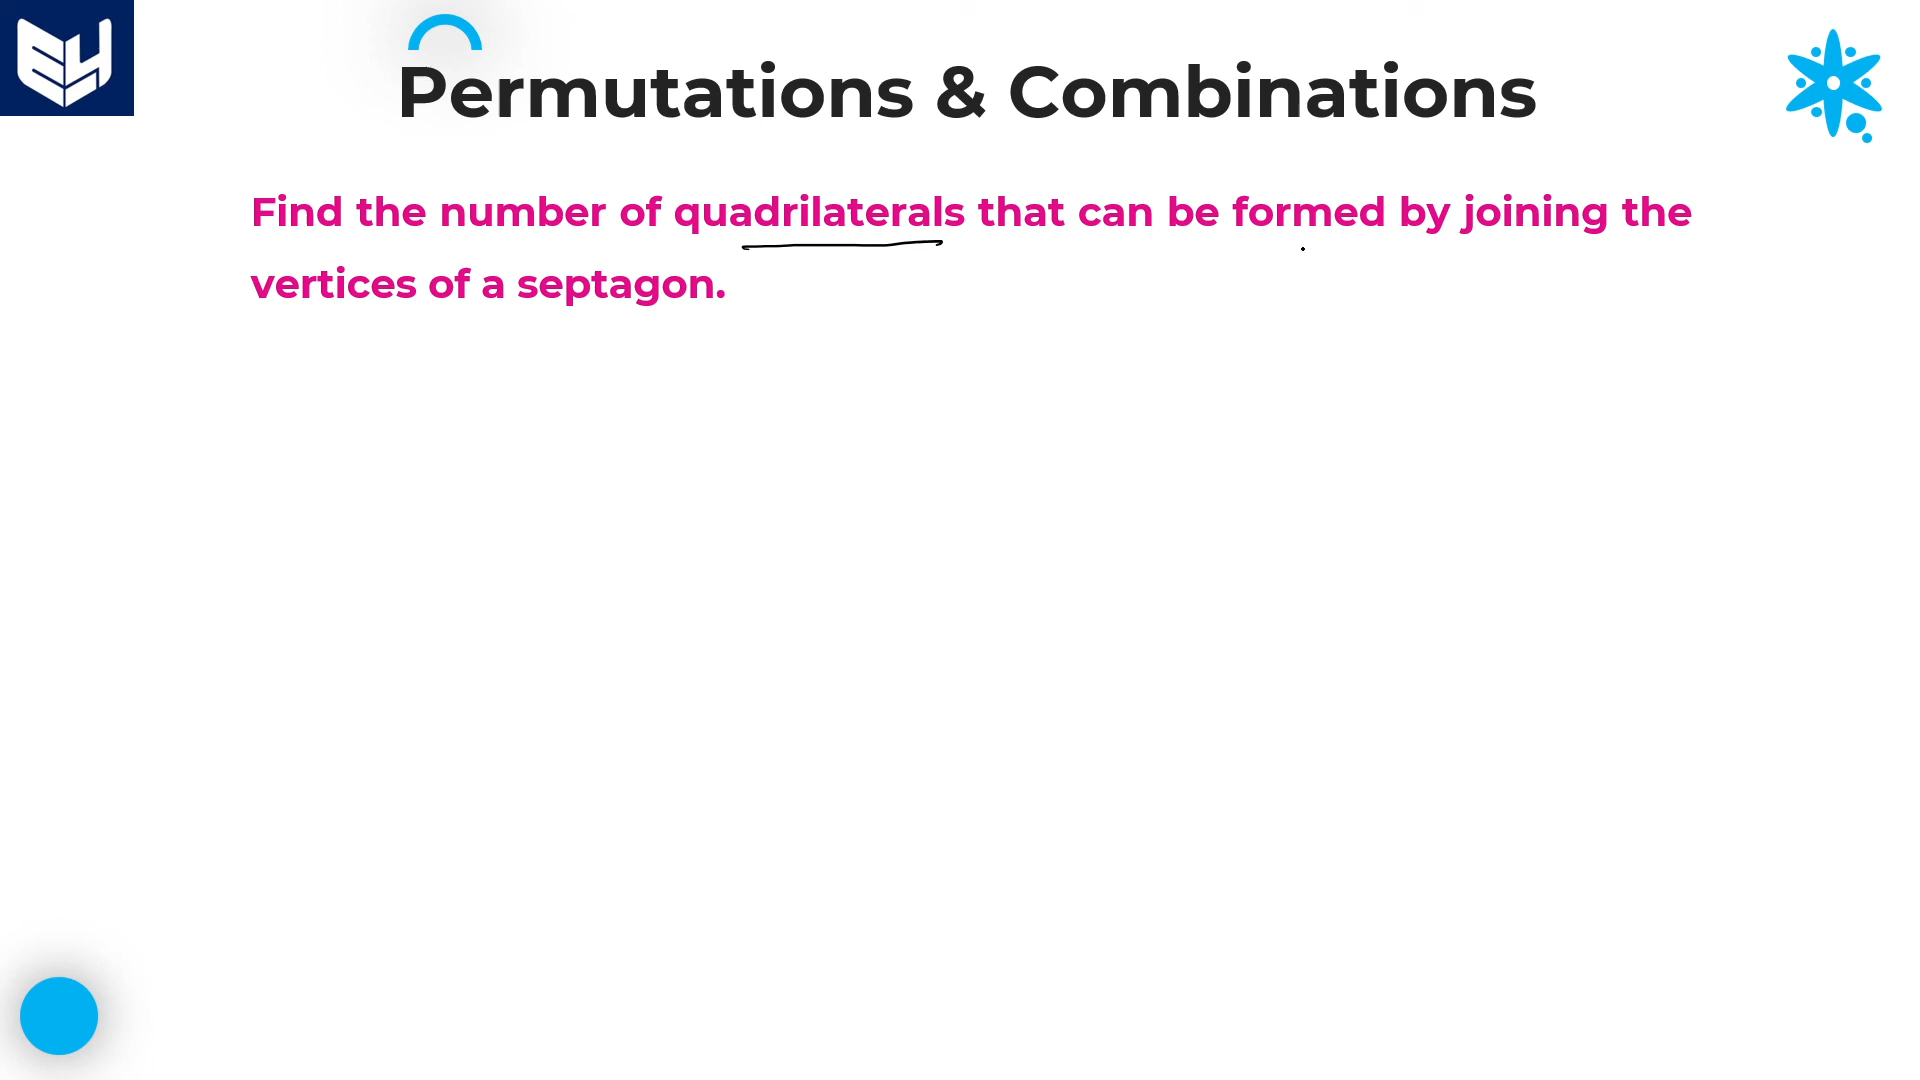 Permutations & Combinations
Find the number of quadrilaterals that can be formed by joining the
vertices of a septagon.